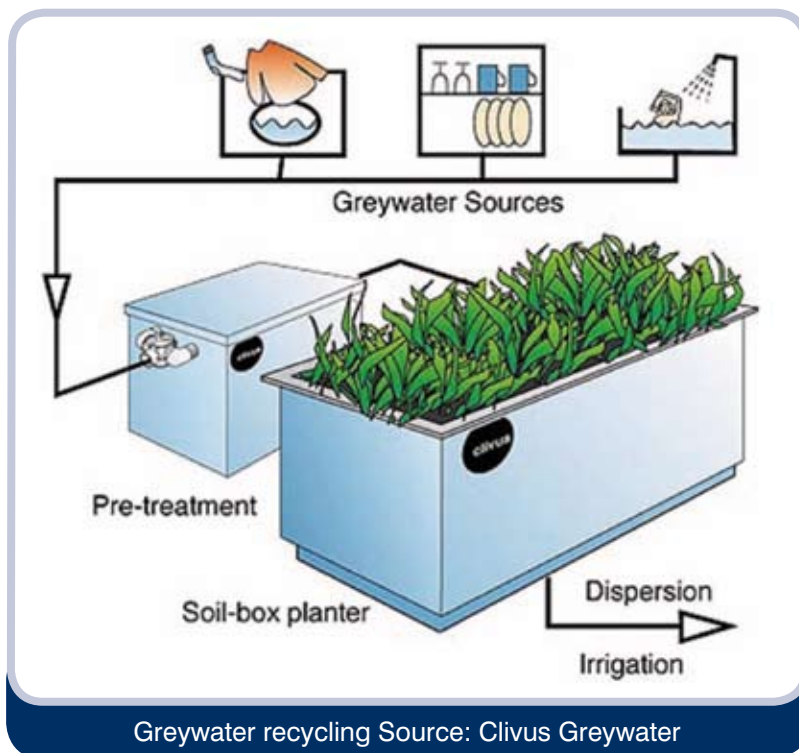 Greywater Sources
clivus
Pre-treatment
clivus
Soil-box planter
Dispersion
Irrigation
Greywater recycling Source: Clivus Greywater